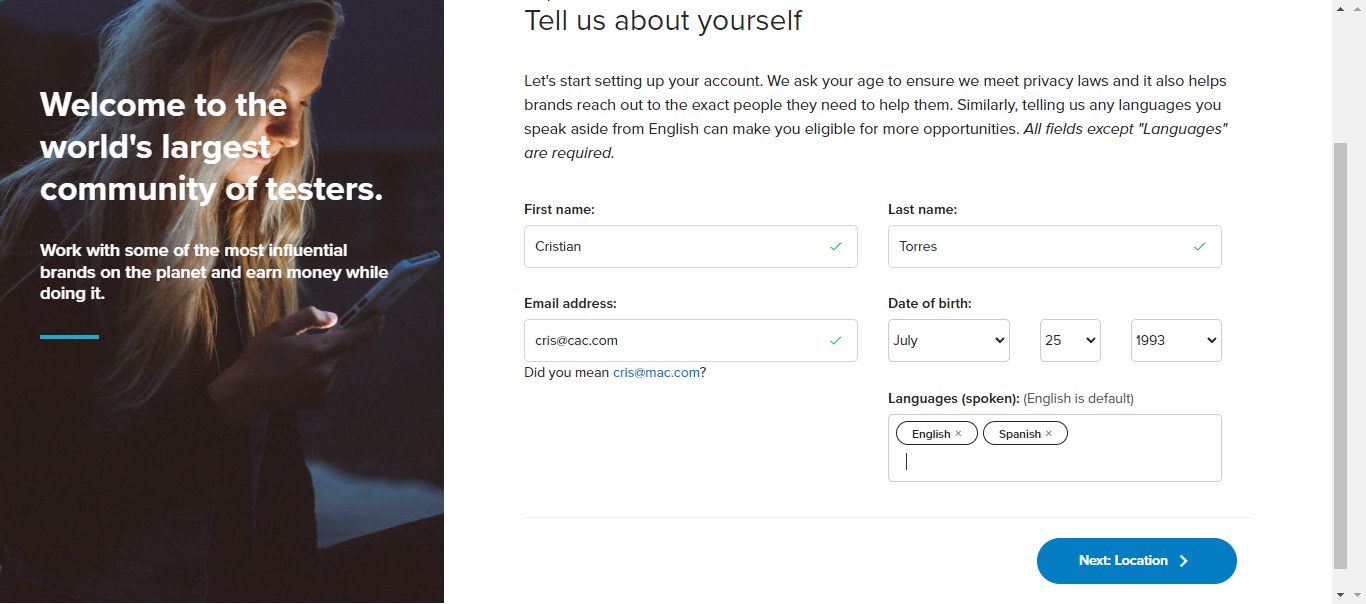 Welcome to the
world's largest
community of testers.
Work with some of the most influential
brands on the planet and earn money while
doing it.
Tell us about yourself
Let's start setting up your account. We ask your age to ensure we meet privacy laws and it also helps
brands reach out to the exact people they need to help them. Similarly, telling us any languages you
speak aside from English can make you eligible for more opportunities. All fields except "Languages"
are required.
First name:
Last name:
Cristian
Torres
Email address:
Date of birth:
cris@cac.com
July
25
1993
Did you mean cris@mac.com?
Languages (spoken): (English is default)
English ×
Spanish ×
Next: Location